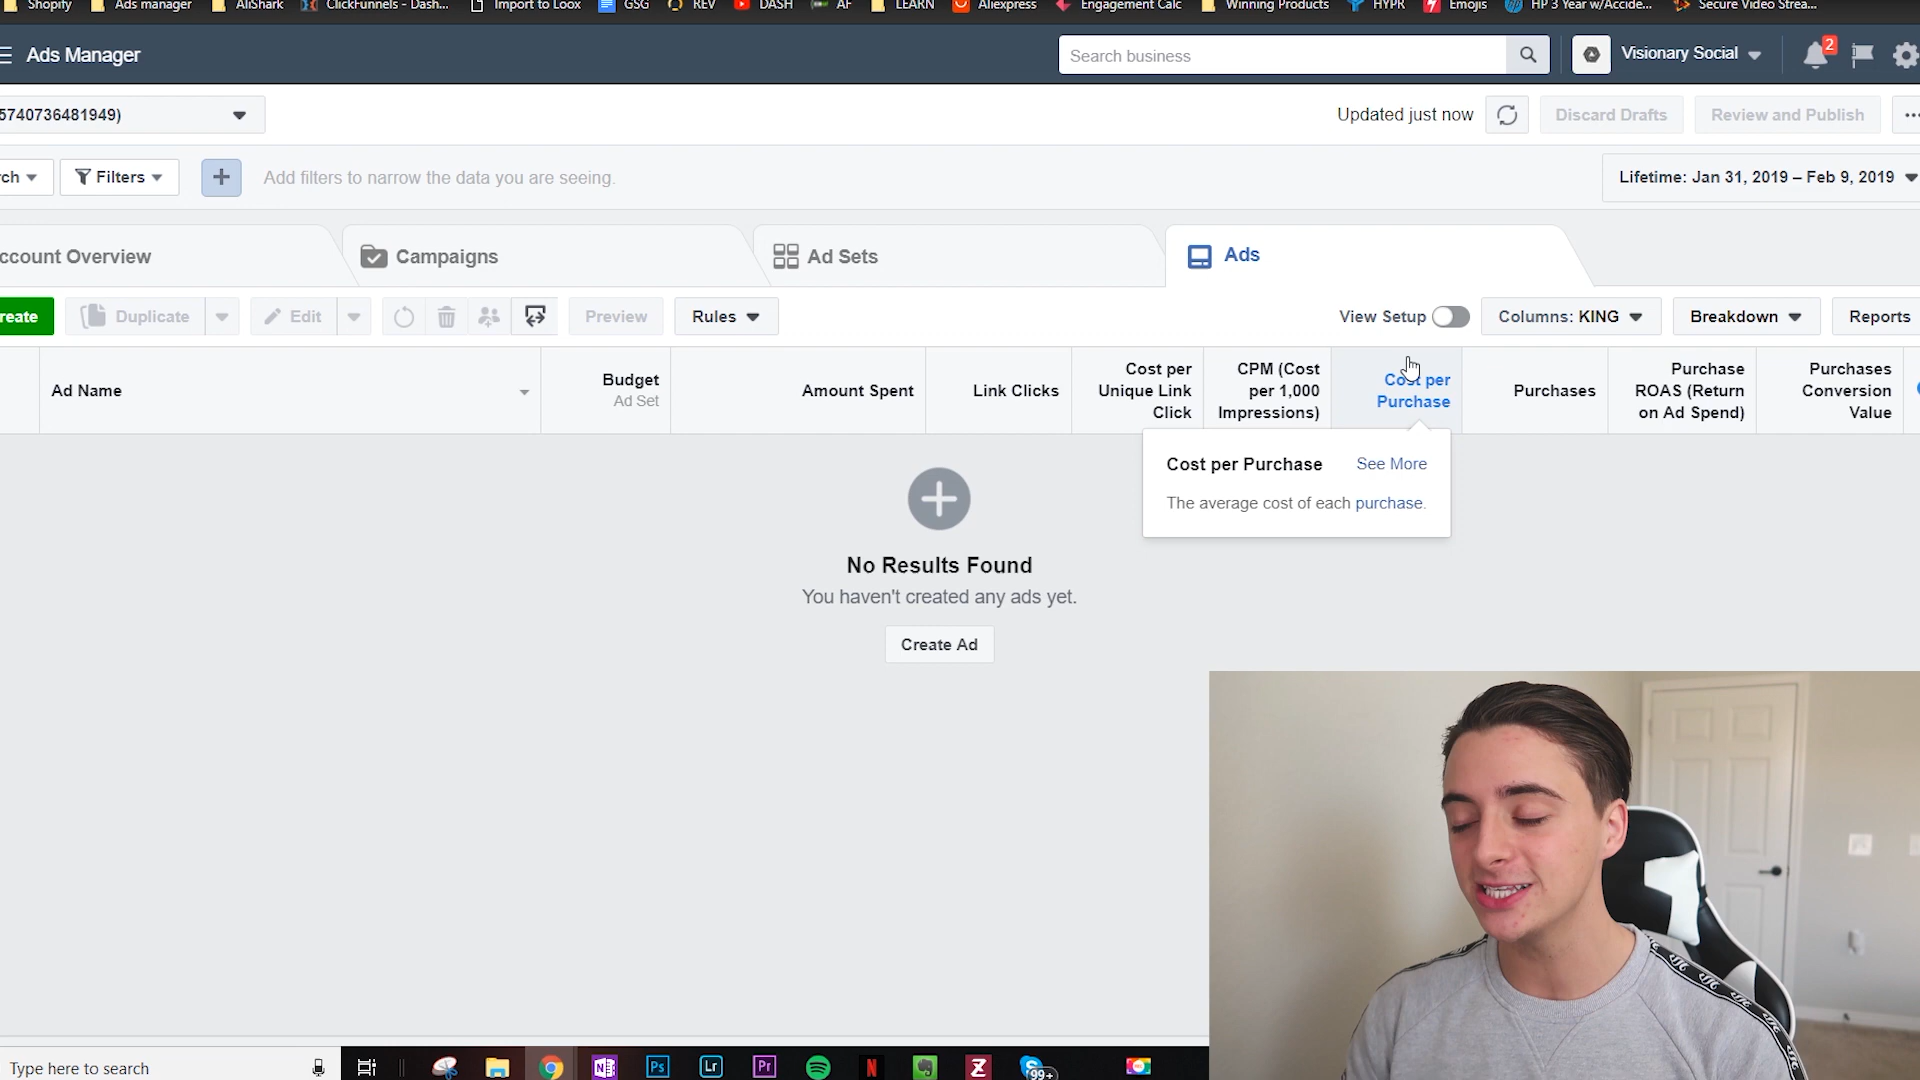 Shopify Ads manager AliShark ClickFunnels - Dash... Import to Loox GSG REV DASH AF LEARN Aliexpress Engagement Calc Winning Products HYPR Emojis HP 3 Year w/Accide... Secure Video Strea...
Ads Manager Search business Visionary Social 2
5740736481949) Updated just now Discard Drafts Review and Publish ...
rch Filters + Add filters to narrow the data you are seeing. Lifetime: Jan 31, 2019 – Feb 9, 2019
ccount Overview Campaigns Ad Sets Ads
reate Duplicate Edit Preview Rules View Setup Columns: KING Breakdown Reports
Ad Name
Budget
Ad Set
Amount Spent
Link Clicks
Cost per
Unique Link
Click
CPM (Cost
per 1,000
Impressions)
Cost per
Purchase
Purchases
Purchase
ROAS (Return
on Ad Spend)
Purchases
Conversion
Value
Cost per Purchase See More
The average cost of each purchase.
No Results Found
You haven't created any ads yet.
Create Ad
Type here to search N Ps Lr Pr N Z S 99+